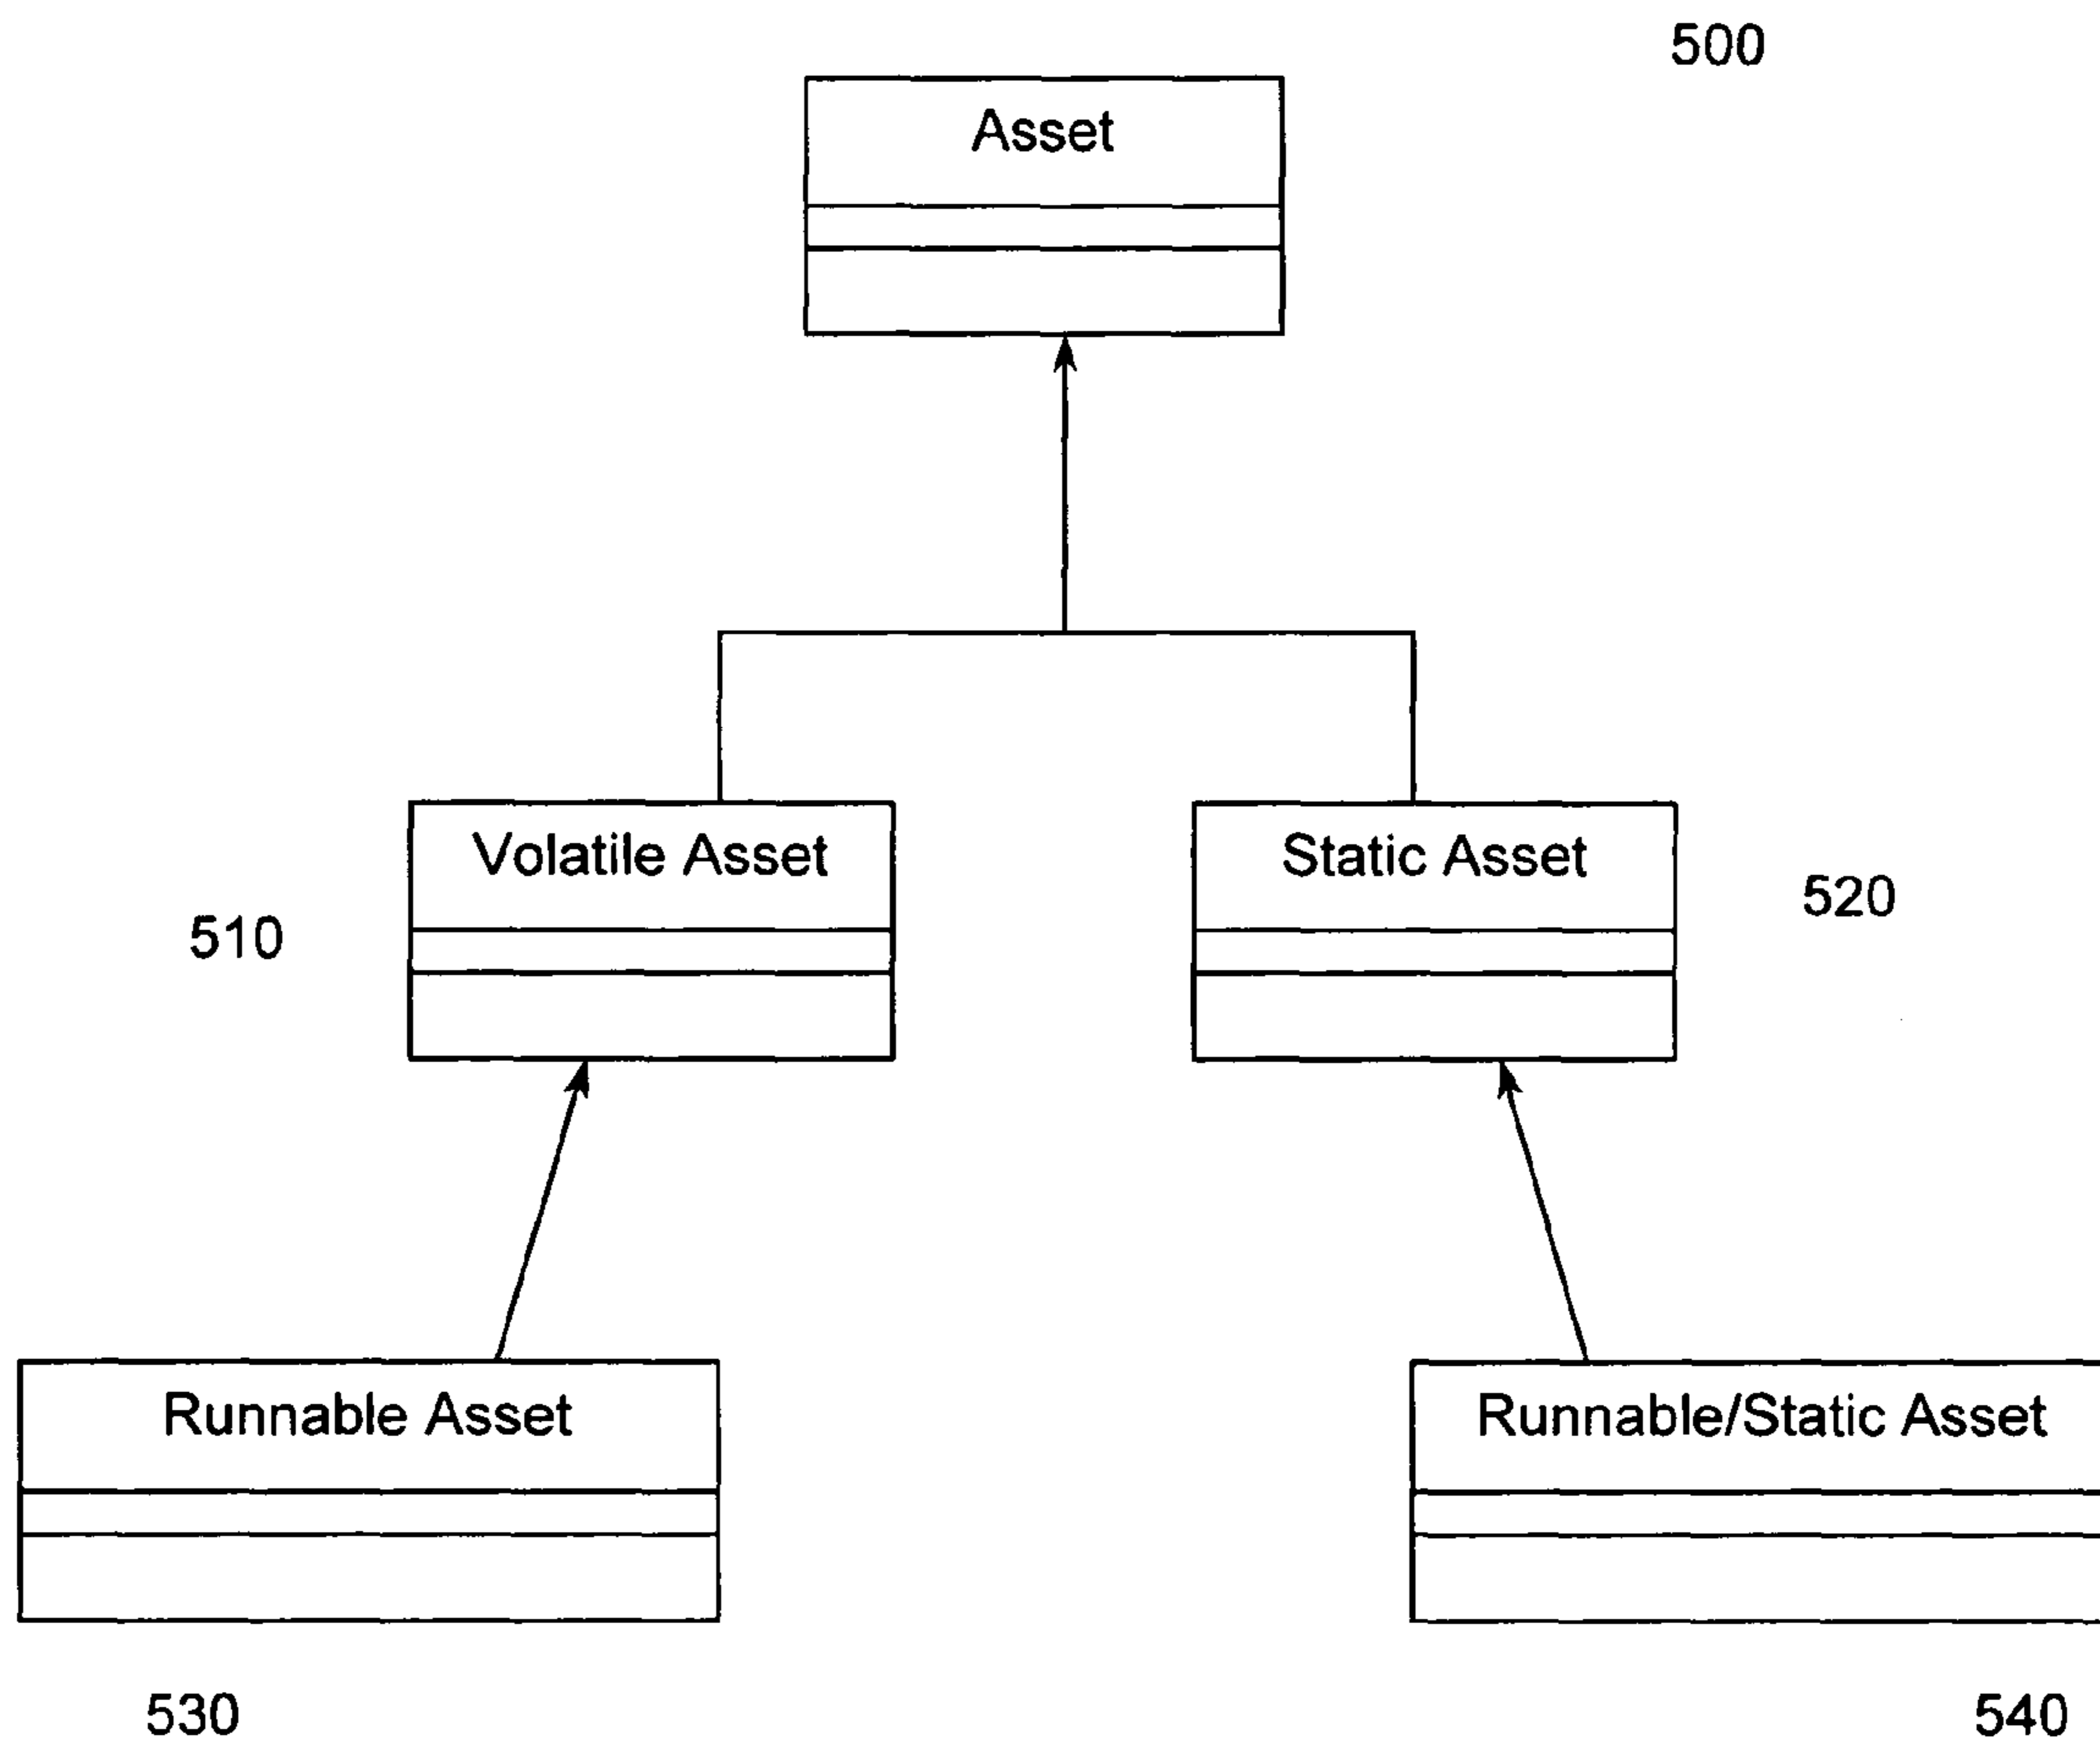 500
Asset
Volatile Asset
Static Asset
510
520
Runnable Asset
Runnable/Static Asset
530
540